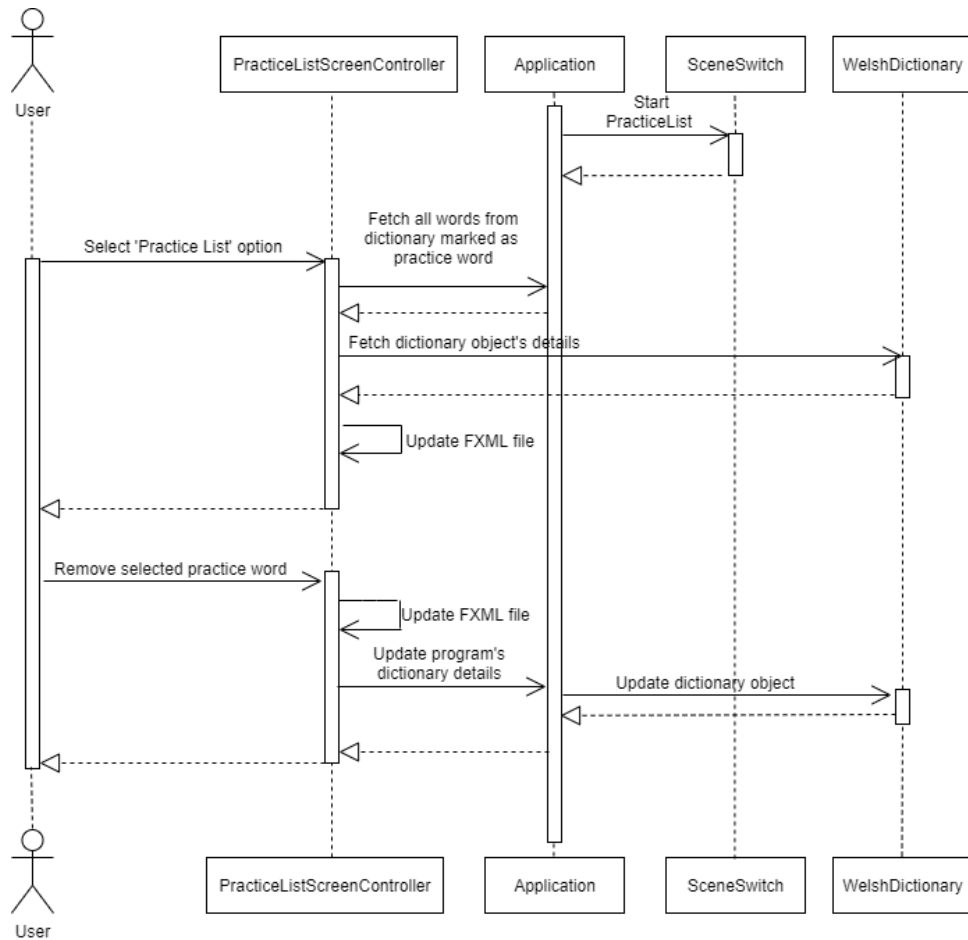 User
PracticeListScreenController
Application
SceneSwitch
WelshDictionary
Start
PracticeList
Fetch all words from
dictionary marked as
practice word
Select 'Practice List' option
Fetch dictionary object's details
Update FXML file
Remove selected practice word
Update FXML file
Update program's
dictionary details
Update dictionary object
User
PracticeListScreenController
Application
SceneSwitch
WelshDictionary